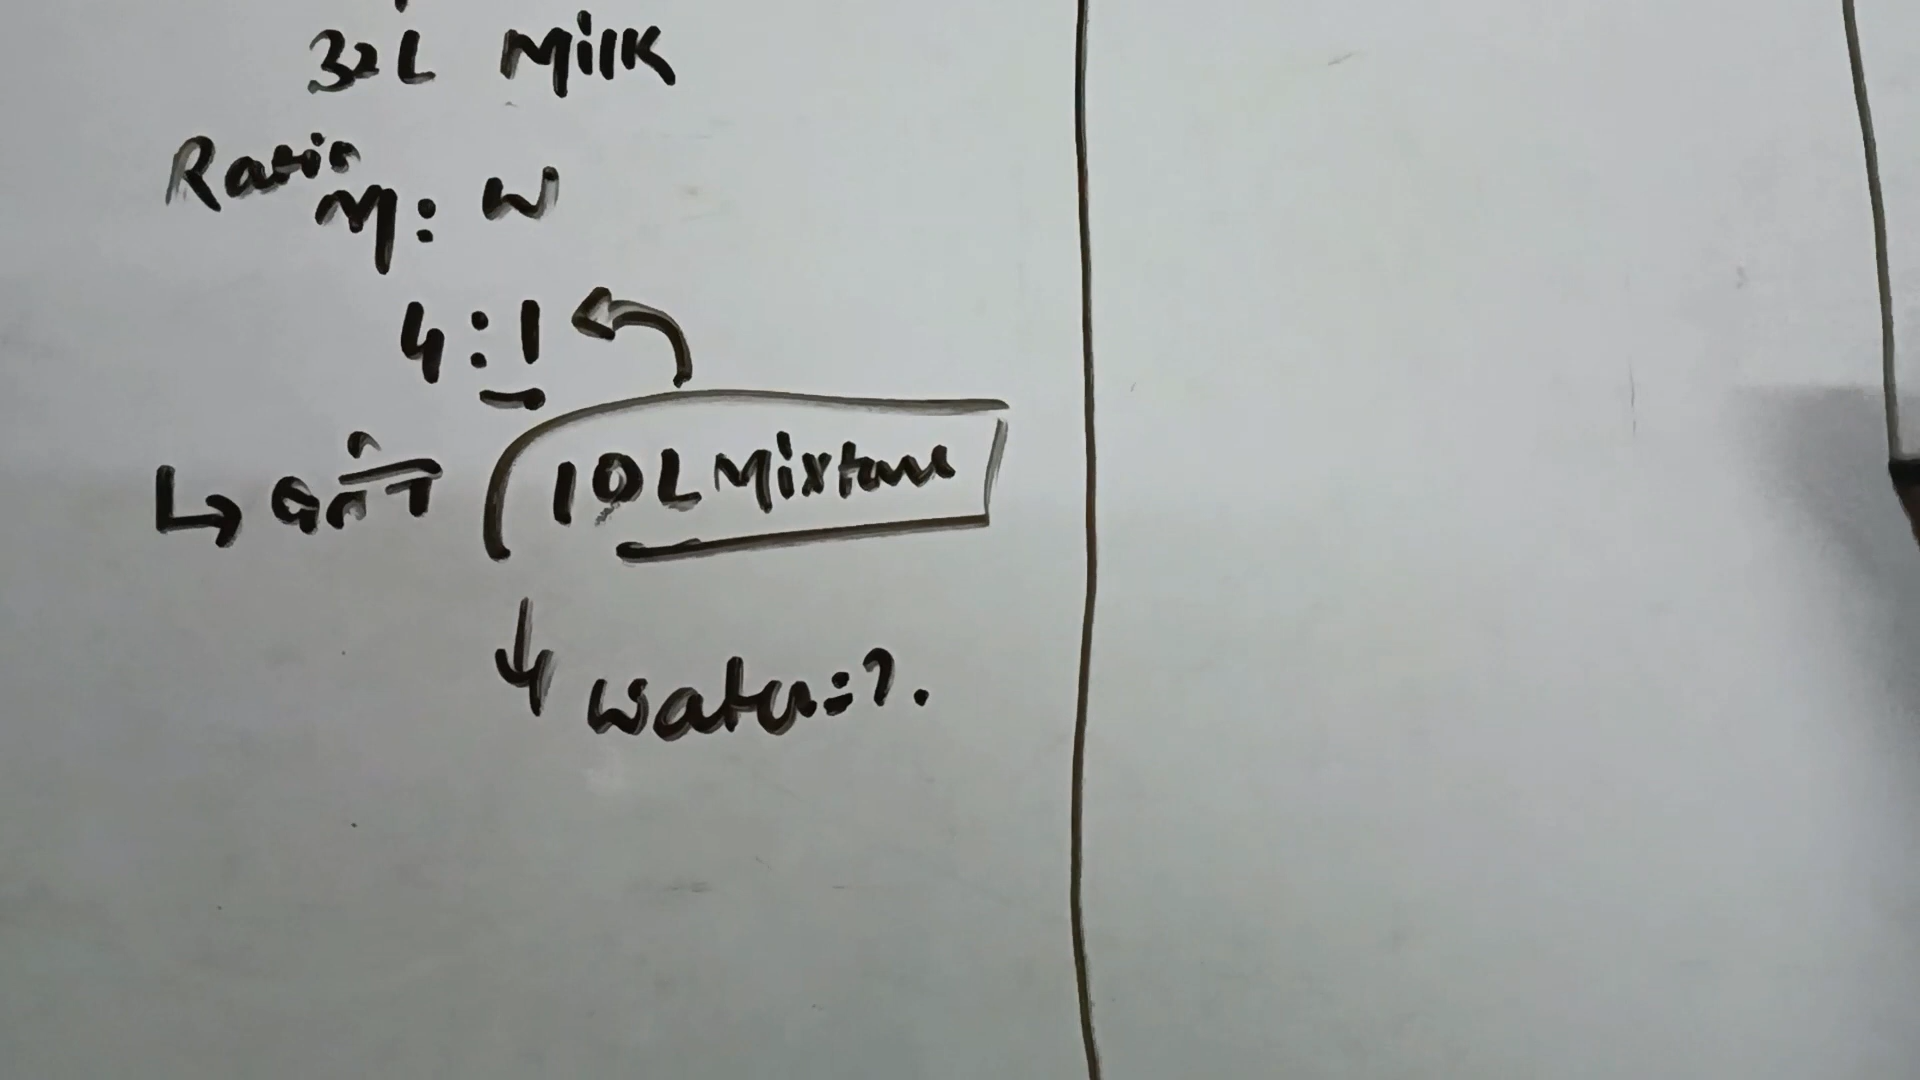 32L Milk
Ratio
M : W
4 : 1
10L Mixture
Water = ?.